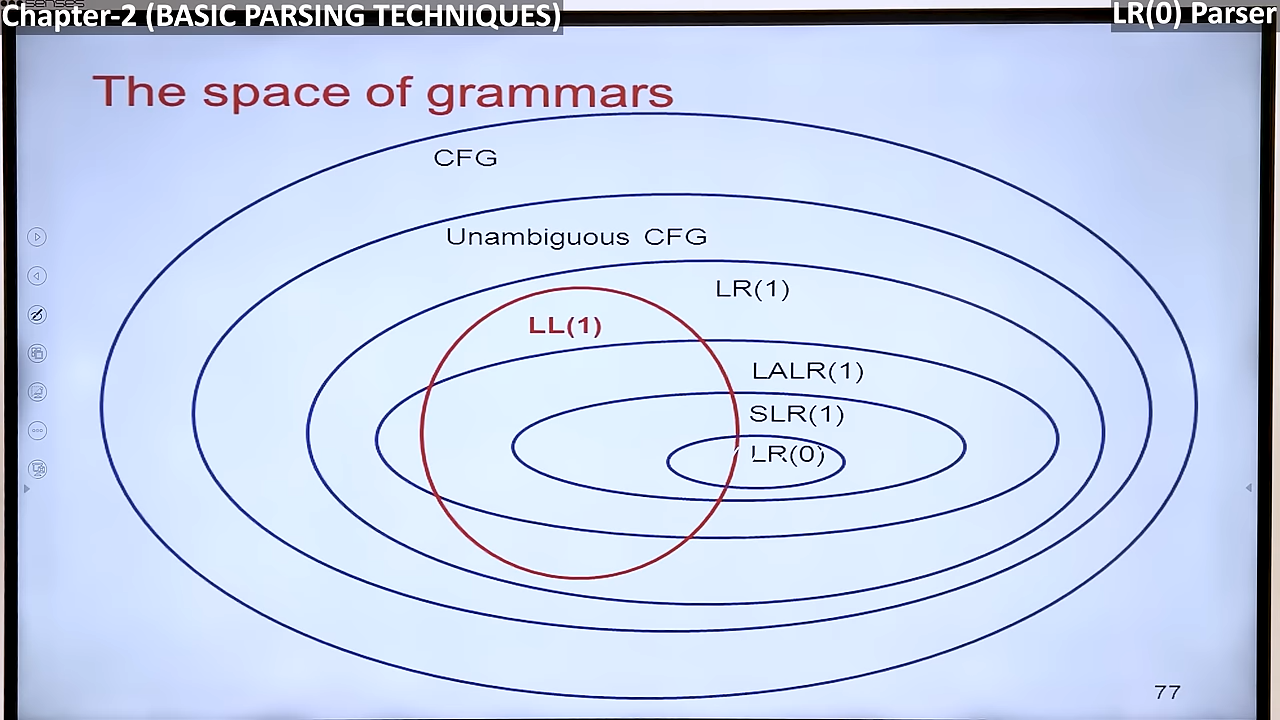 Chapter-2 (BASIC PARSING TECHNIQUES)
LR(0) Parser
The space of grammars
CFG
Unambiguous CFG
LR(1)
LL(1)
LALR(1)
SLR(1)
LR(0)
77